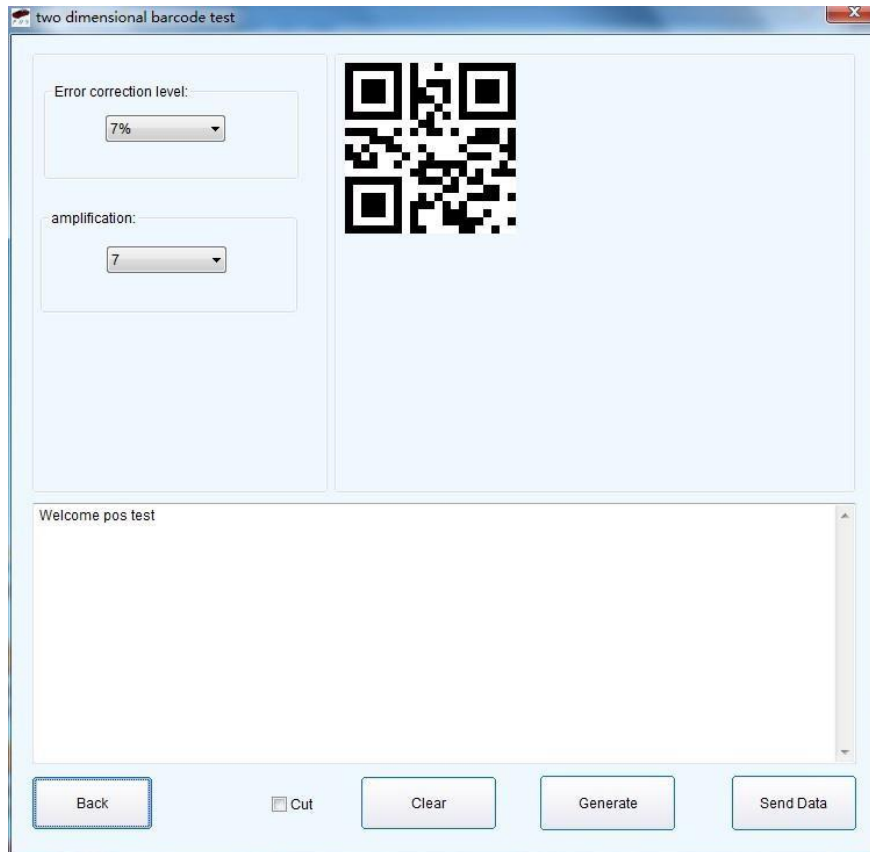 two dimensional barcode test
Error correction level:
7%
amplification:
7
Welcome pos test
Back
Cut
Clear
Generate
Send Data